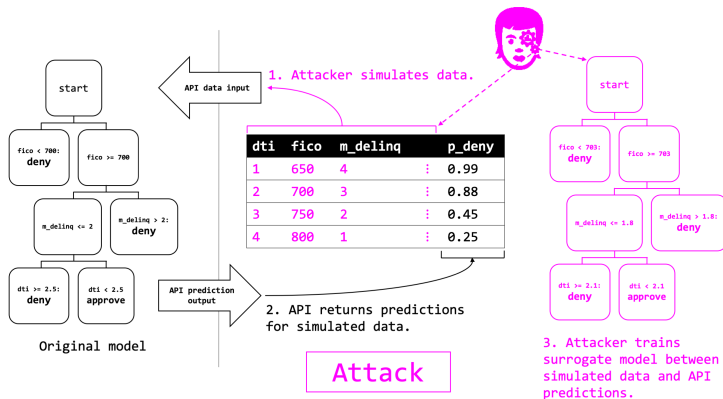 1. Attacker simulates data.
API data input
start
fico < 700:
deny
fico >= 700
m_delinq <= 2
m_delinq > 2:
deny
dti >= 2.5:
deny
dti < 2.5
approve
Original model
dti fico m_delinq p_deny
1 650 4 ⋮ 0.99
2 700 3 ⋮ 0.88
3 750 2 ⋮ 0.45
4 800 1 ⋮ 0.25
API prediction
output
2. API returns predictions
for simulated data.
Attack
start
fico < 703:
deny
fico >= 703
m_delinq <= 1.8
m_delinq > 1.8:
deny
dti >= 2.1:
deny
dti < 2.1
approve
3. Attacker trains
surrogate model between
simulated data and API
predictions.